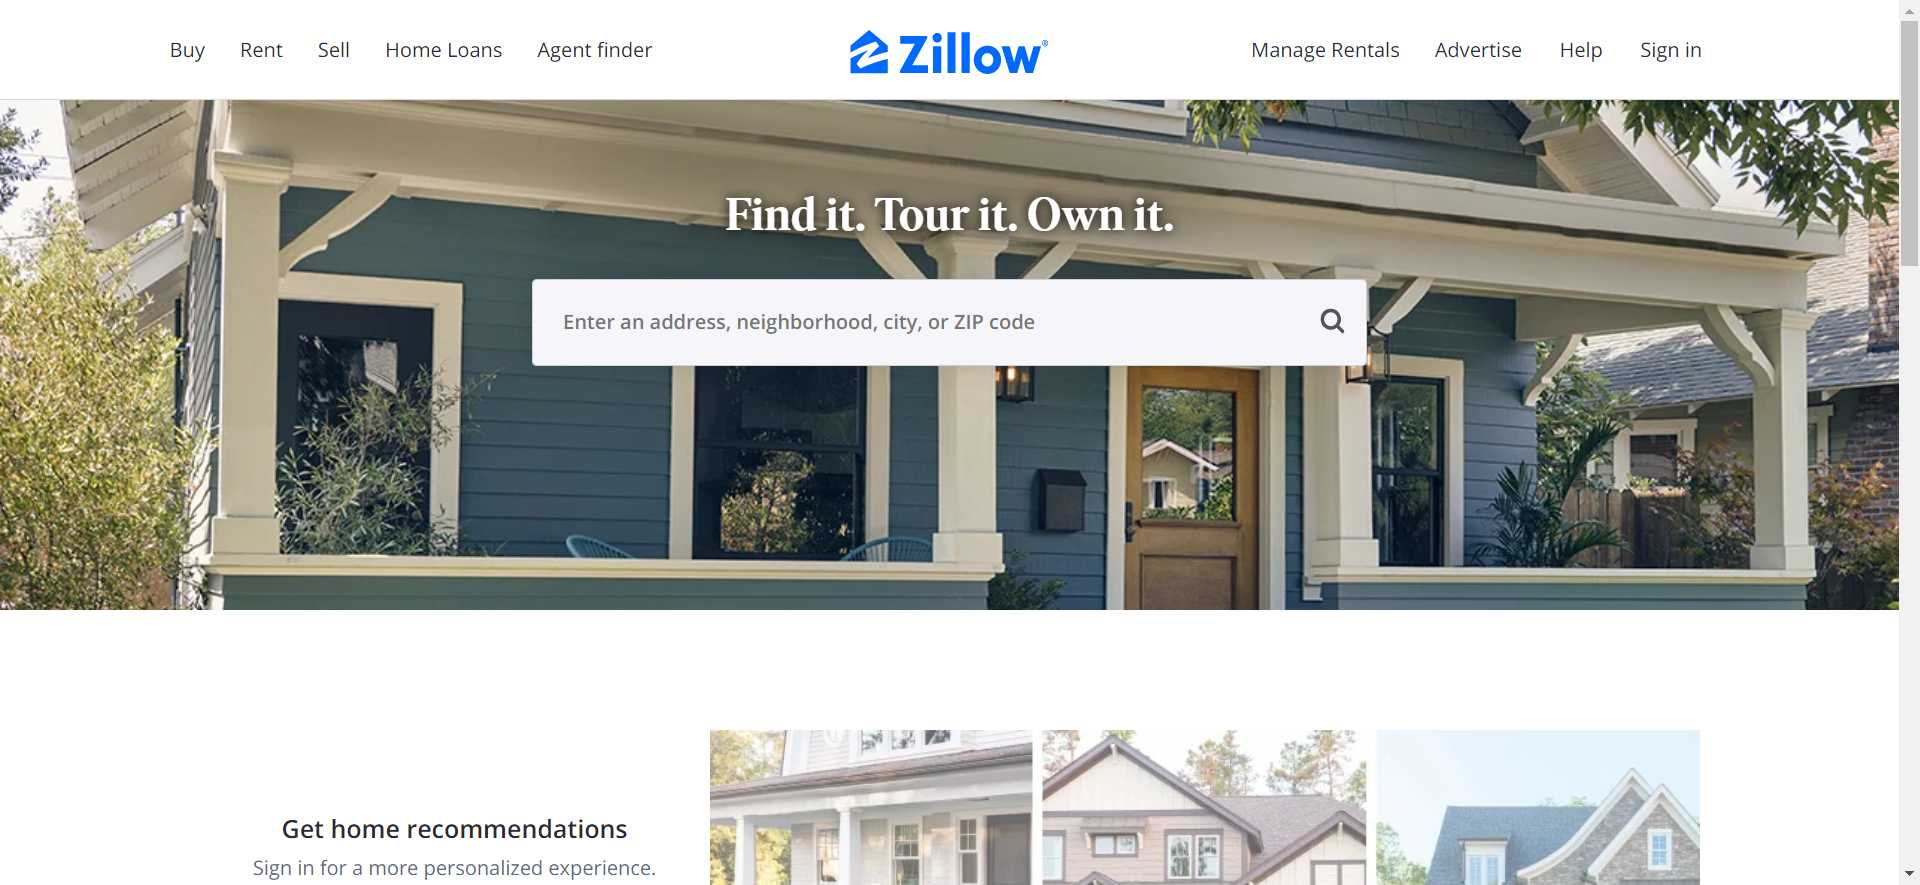 Buy Rent Sell Home Loans Agent finder Zillow® Manage Rentals Advertise Help Sign in
Find it. Tour it. Own it.
Enter an address, neighborhood, city, or ZIP code
Get home recommendations
Sign in for a more personalized experience.